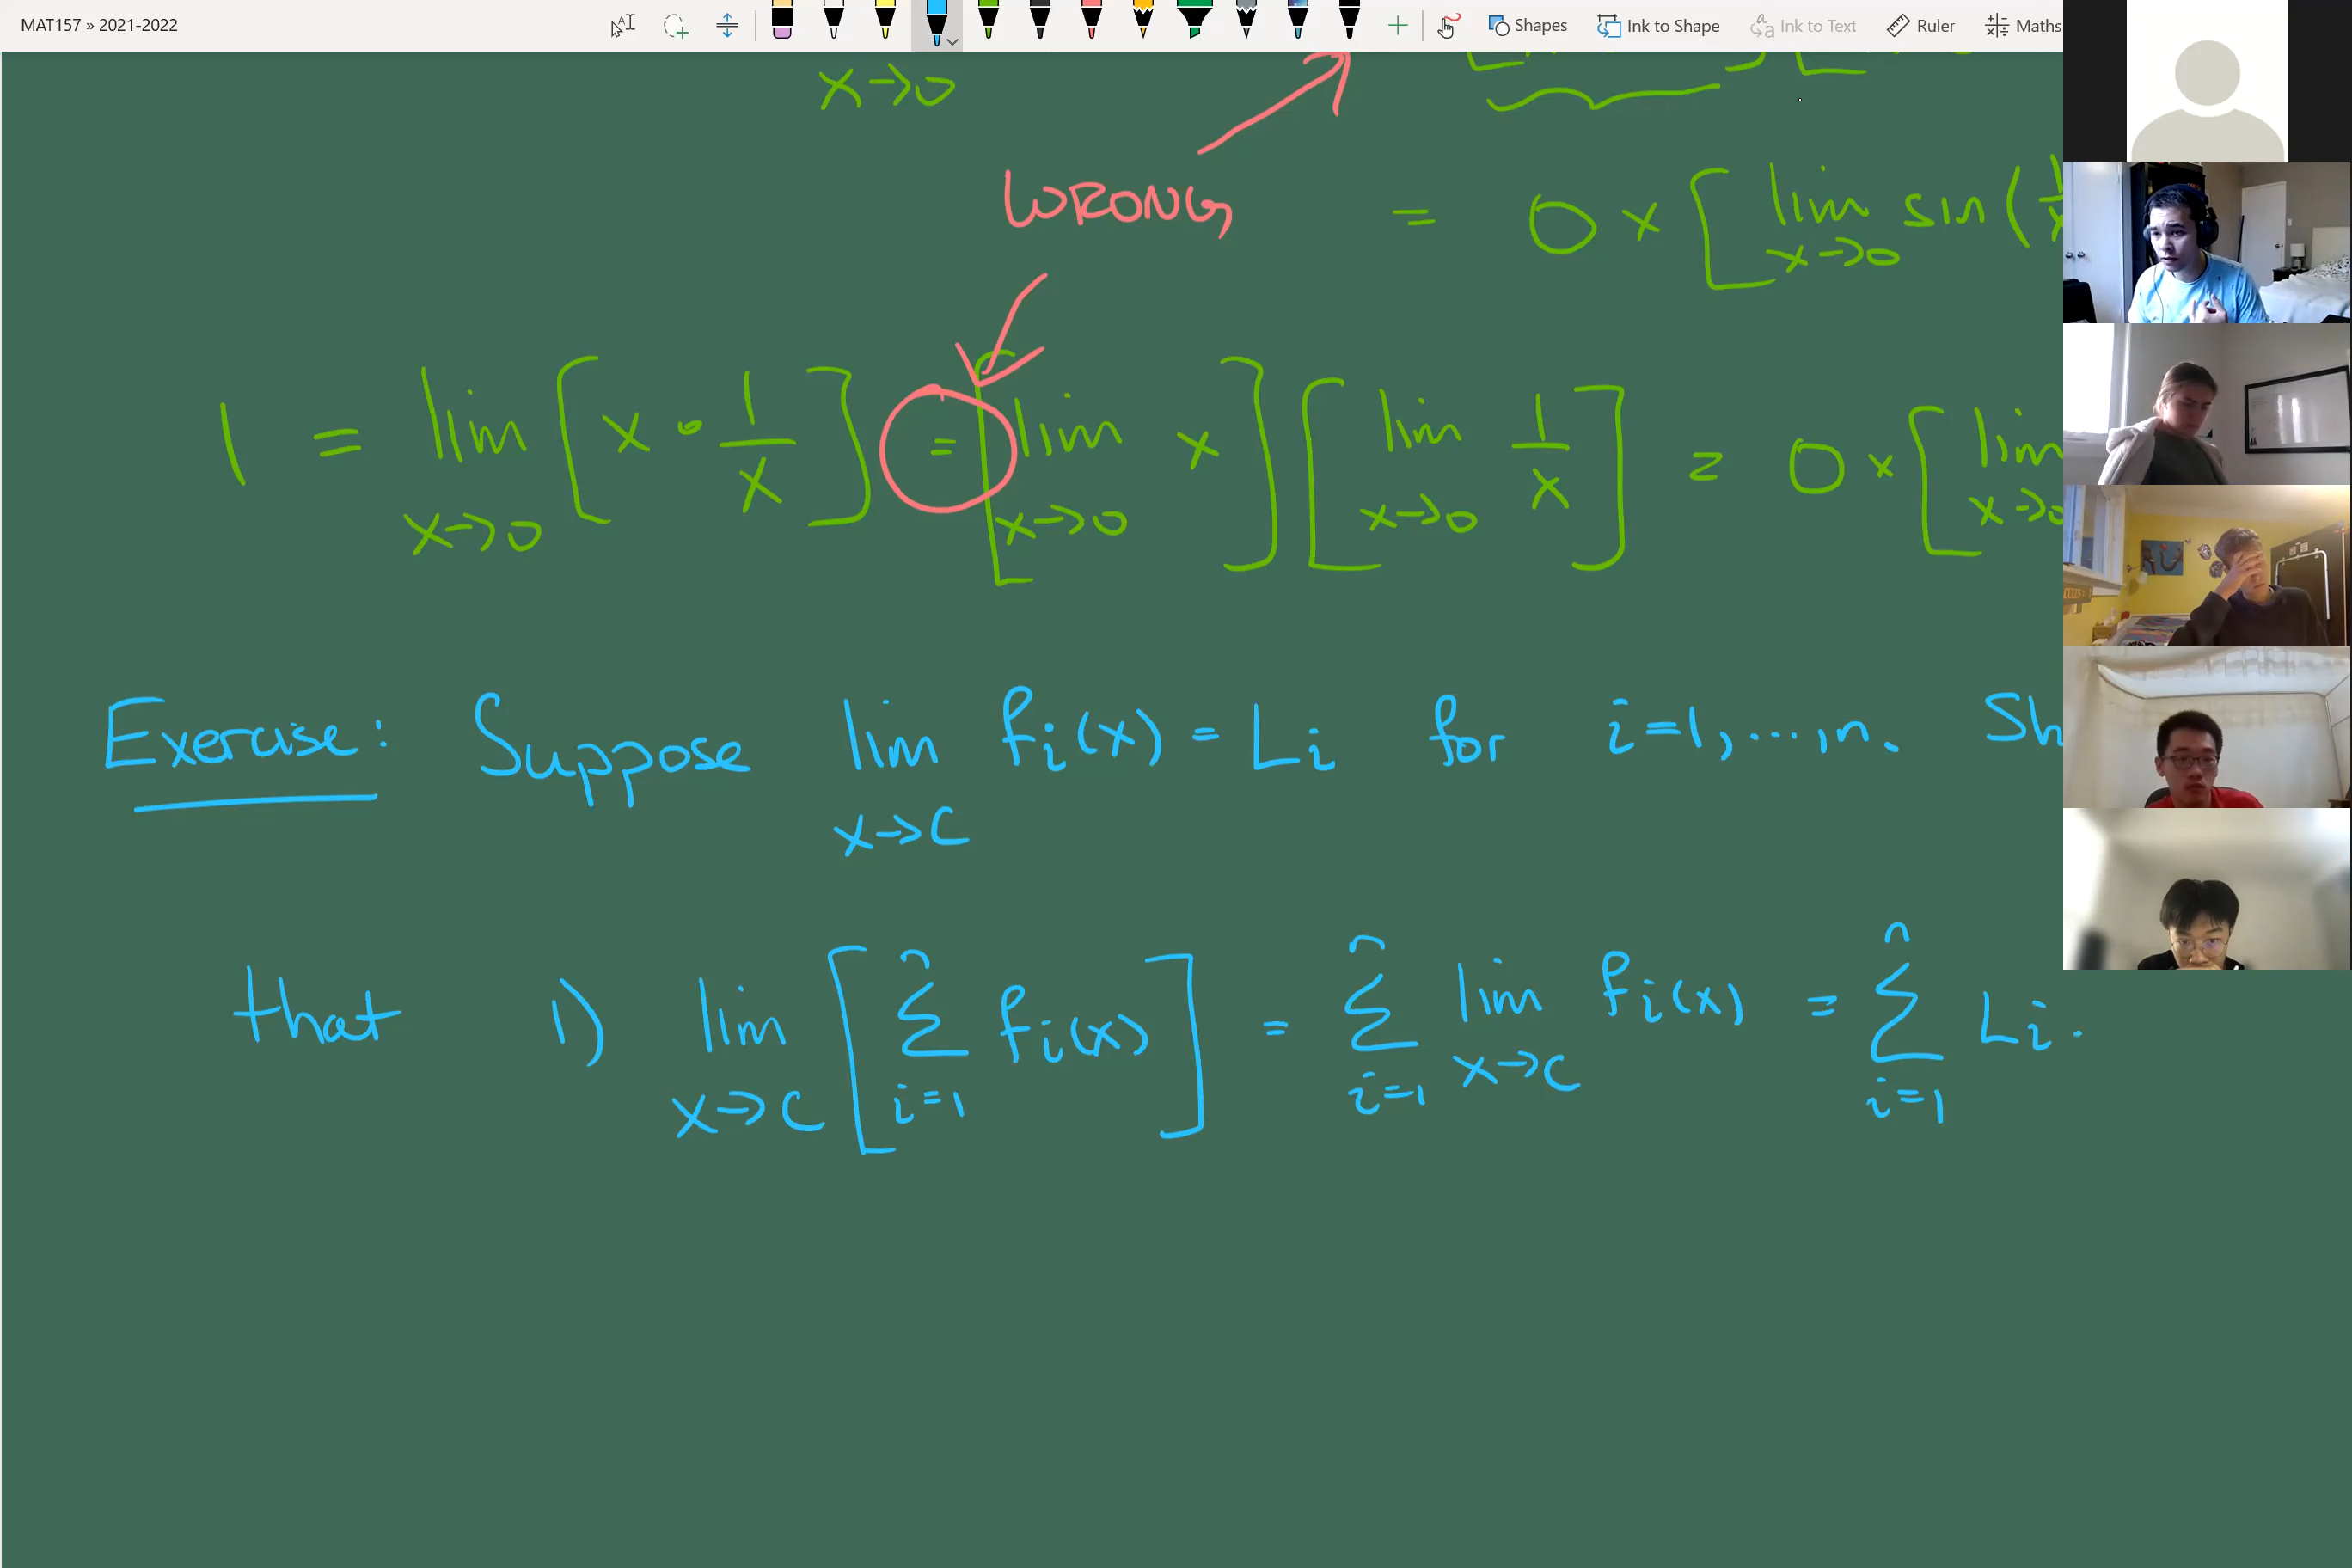 MAT157 » 2021-2022
Shapes Ink to Shape Ink to Text Ruler Maths
x→0
WRONG
= 0 × [ lim x→0 sin (
1 = lim x→0 [ x · 1/x ] = [ lim x→0 x ] [ lim x→0 1/x ] = 0 × [ lim x→0
Exercise: Suppose lim x→c fi(x) = Li for i=1,...,n. Sh
that 1) lim x→c [ n Σ i=1 fi(x) ] = n Σ i=1 lim x→c fi(x) = n Σ i=1 Li.